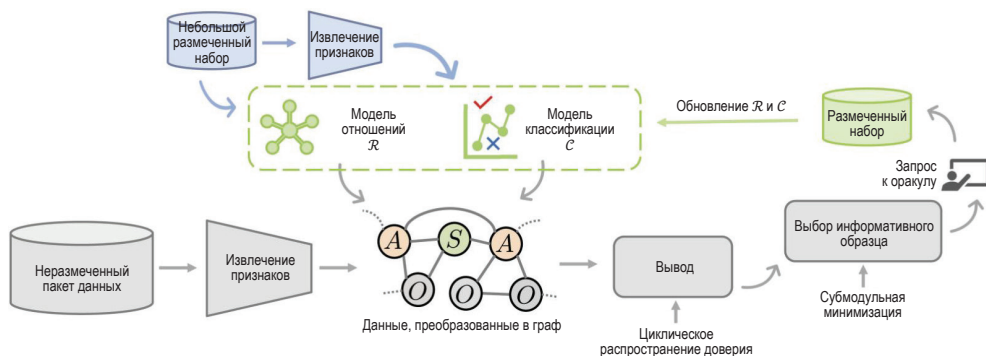 Небольшой
размеченный
набор
Извлечение
признаков
Модель
отношений
ℛ
Модель
классификации
𝒞
Обновление ℛ и 𝒞
Размеченный
набор
Запрос
к оракулу
Неразмеченный
пакет данных
Извлечение
признаков
A
S
A
O
O
O
Данные, преобразованные в граф
Вывод
Циклическое
распространение доверия
Выбор информативного
образца
Субмодульная
минимизация